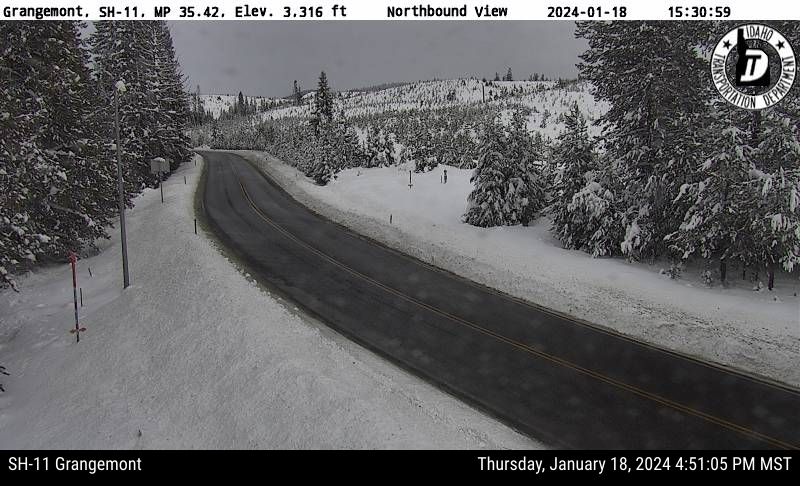 Grangemont, SH-11, MP 35.42, Elev. 3,316 ft Northbound View 2024-01-18 15:30:59
IDAHO
TRANSPORTATION DEPARTMENT
SH-11 Grangemont Thursday, January 18, 2024 4:51:05 PM MST